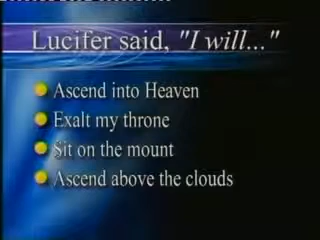 Lucifer said, "I will..."
Ascend into Heaven
Exalt my throne
Sit on the mount
Ascend above the clouds